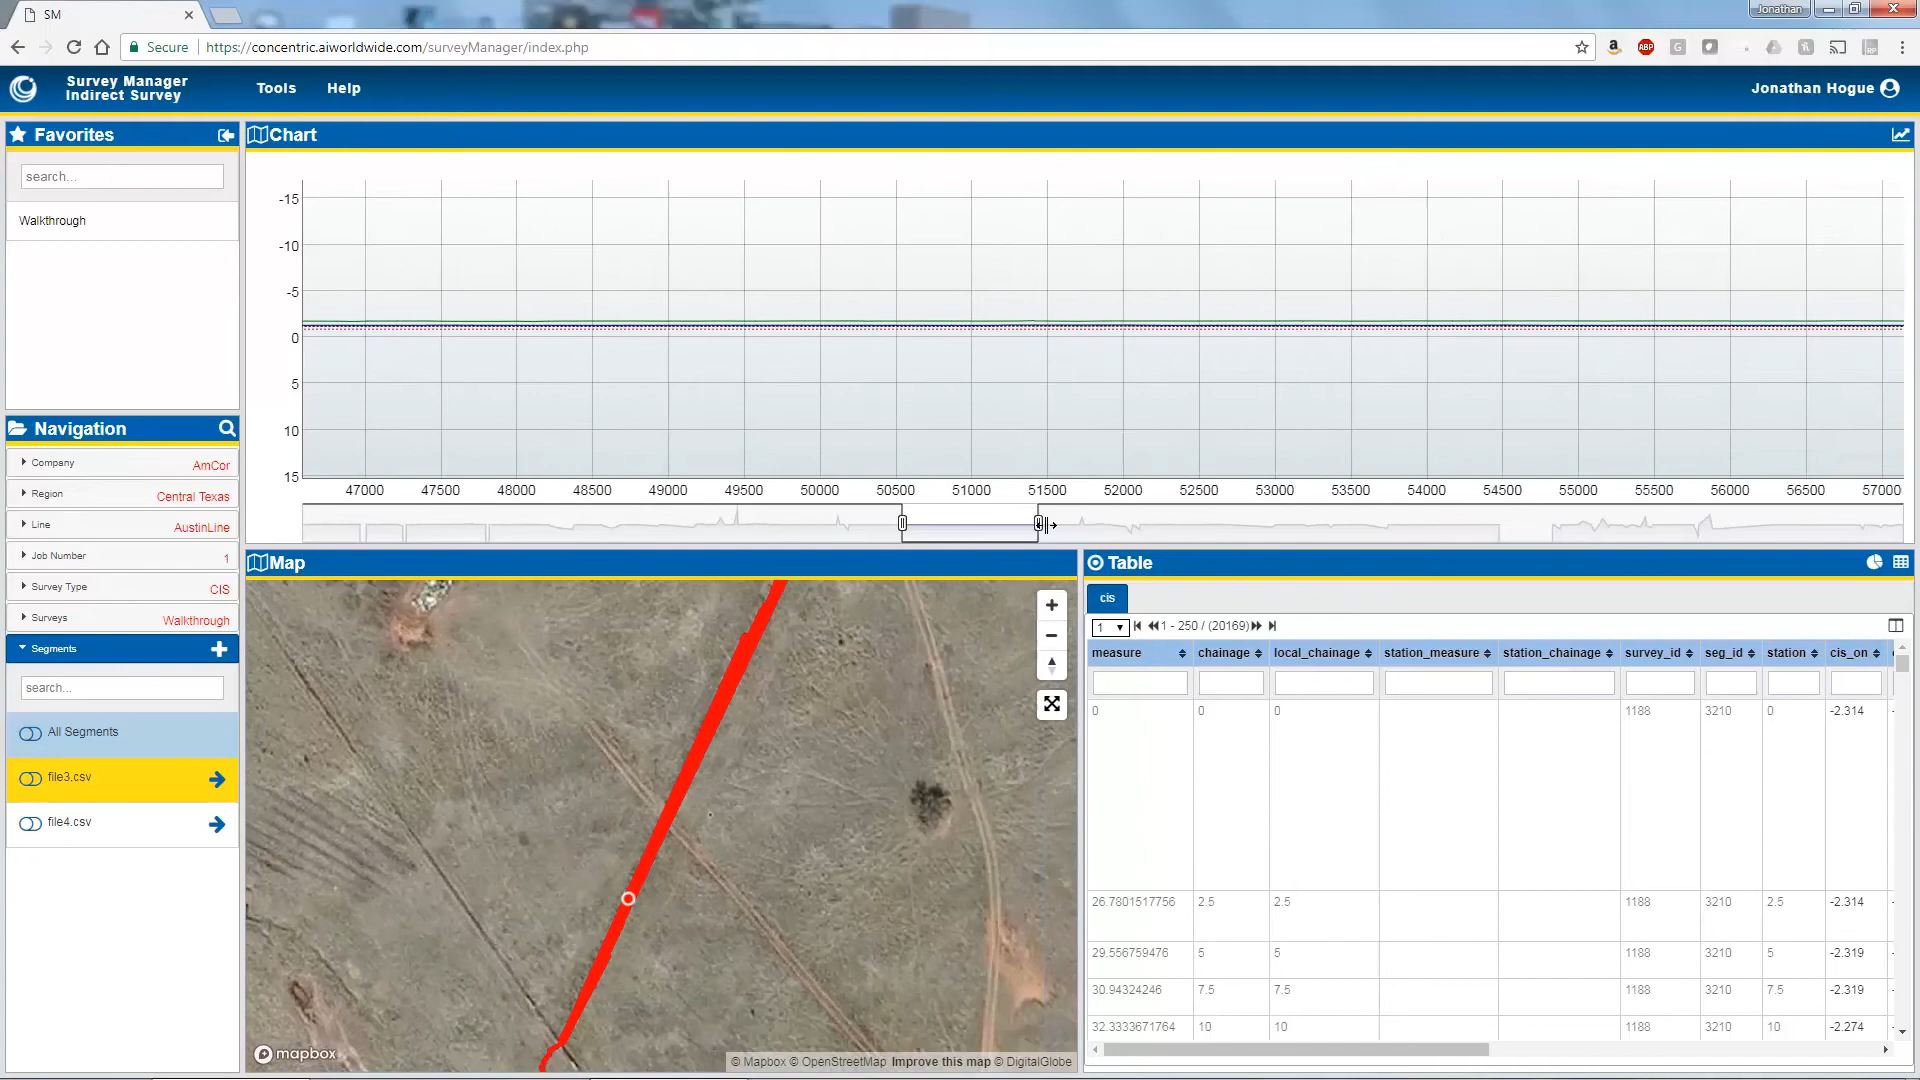 SM
Jonathan
Secure
https://concentric.aiworldwide.com/surveyManager/index.php
ABP
G
RP
Survey Manager
Indirect Survey
Tools
Help
Jonathan Hogue
Favorites
search...
Walkthrough
Chart
-15
-10
-5
0
5
10
15
47000 47500 48000 48500 49000 49500 50000 50500 51000 51500 52000 52500 53000 53500 54000 54500 55000 55500 56000 56500 57000
Navigation
Company AmCor
Region Central Texas
Line AustinLine
Job Number 1
Survey Type CIS
Surveys Walkthrough
Segments +
search...
All Segments
file3.csv
file4.csv
Map
+
−
mapbox
© Mapbox © OpenStreetMap Improve this map © DigitalGlobe
Table
cis
1 1 - 250 / (20169)
measure chainage local_chainage station_measure station_chainage survey_id seg_id station cis_on
0 0 0 1188 3210 0 -2.314
26.7801517756 2.5 2.5 1188 3210 2.5 -2.314
29.556759476 5 5 1188 3210 5 -2.319
30.94324246 7.5 7.5 1188 3210 7.5 -2.319
32.3333671764 10 10 1188 3210 10 -2.274